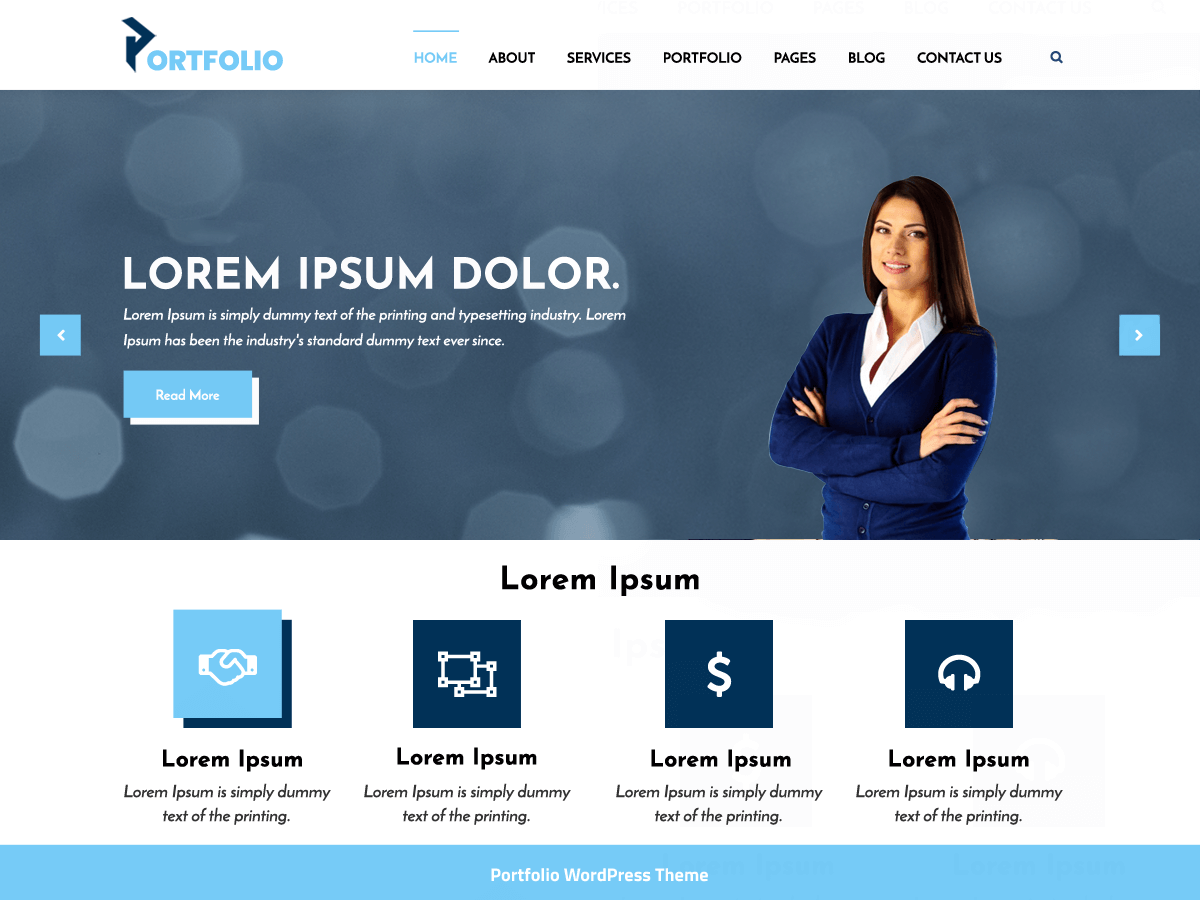 PORTFOLIO
HOME ABOUT SERVICES PORTFOLIO PAGES BLOG CONTACT US
LOREM IPSUM DOLOR.
Lorem Ipsum is simply dummy text of the printing and typesetting industry. Lorem
Ipsum has been the industry's standard dummy text ever since.
Read More
Lorem Ipsum
Lorem Ipsum
Lorem Ipsum is simply dummy
text of the printing.
Lorem Ipsum
Lorem Ipsum is simply dummy
text of the printing.
Lorem Ipsum
Lorem Ipsum is simply dummy
text of the printing.
Lorem Ipsum
Lorem Ipsum is simply dummy
text of the printing.
Portfolio WordPress Theme